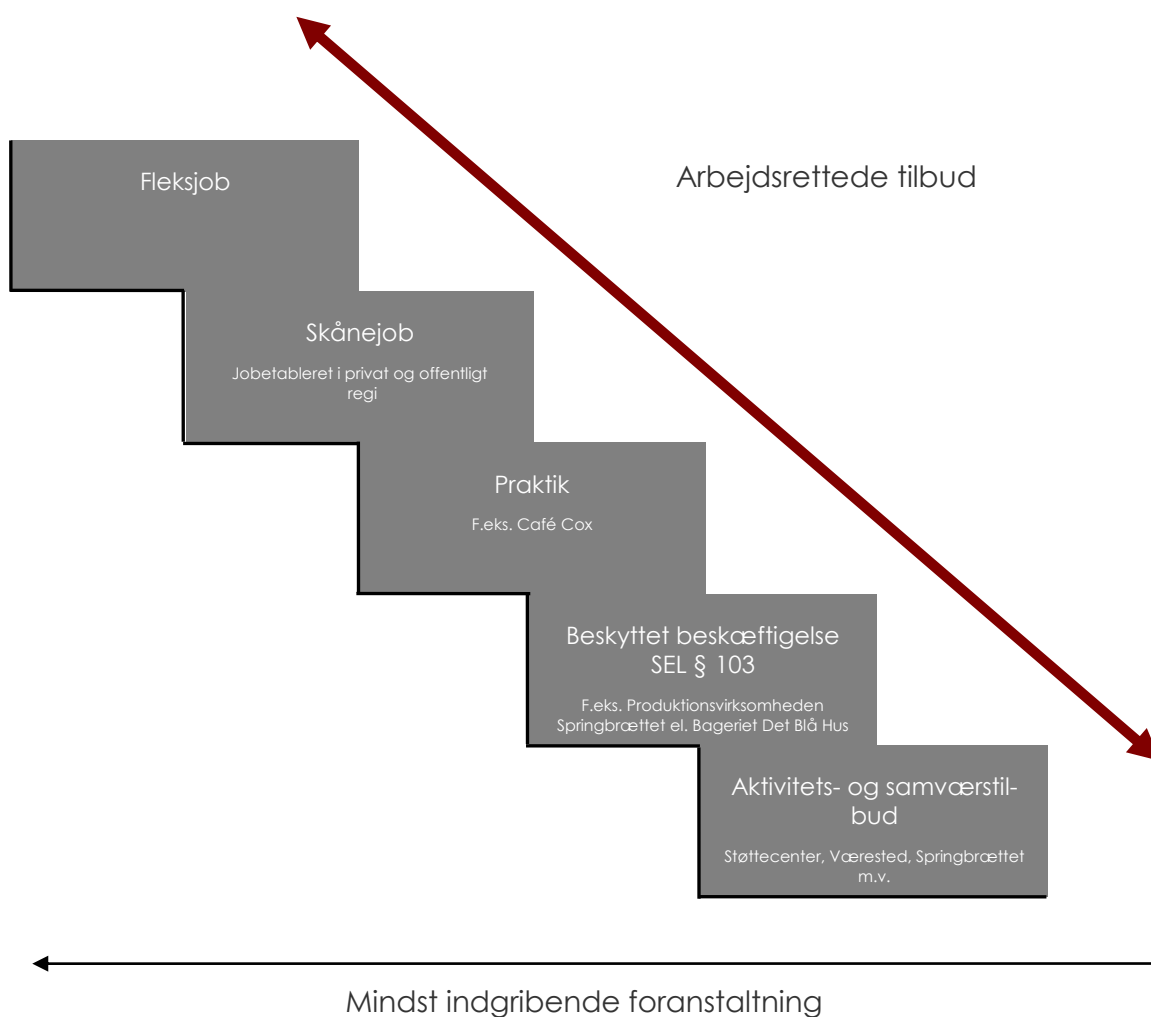 Arbejdsrettede tilbud
Fleksjob
Skånejob
Jobetableret i privat og offentligt
regi
Praktik
F.eks. Café Cox
Beskyttet beskæftigelse
SEL § 103
F.eks. Produktionsvirksomheden
Springbrættet el. Bageriet Det Blå Hus
Aktivitets- og samværstil-
bud
Støttecenter, Værested, Springbrættet
m.v.
Mindst indgribende foranstaltning